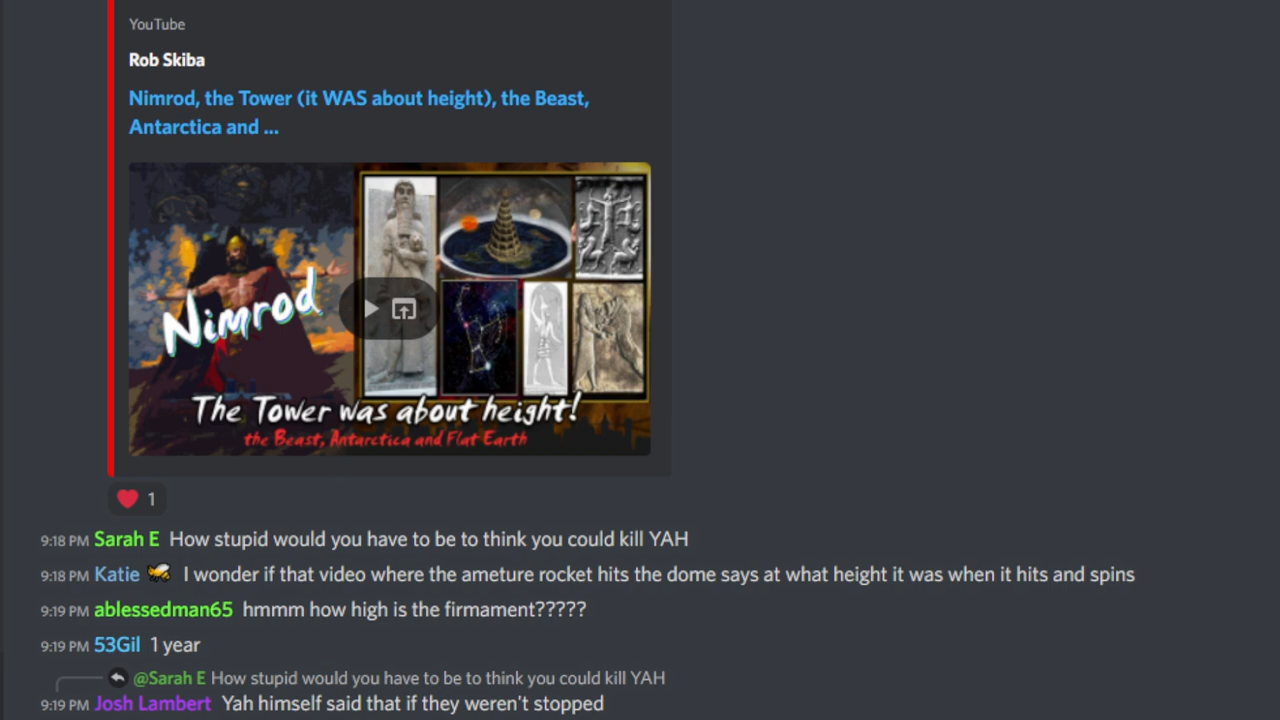 YouTube
Rob Skiba
Nimrod, the Tower (it WAS about height), the Beast,
Antarctica and ...
Nimrod
The Tower was about height!
the Beast, Antarctica and Flat Earth
1
9:18 PM Sarah E How stupid would you have to be to think you could kill YAH
9:18 PM Katie I wonder if that video where the ameture rocket hits the dome says at what height it was when it hits and spins
9:19 PM ablessedman65 hmmm how high is the firmament?????
9:19 PM 53Gil 1 year
@Sarah E How stupid would you have to be to think you could kill YAH
9:19 PM Josh Lambert Yah himself said that if they weren't stopped